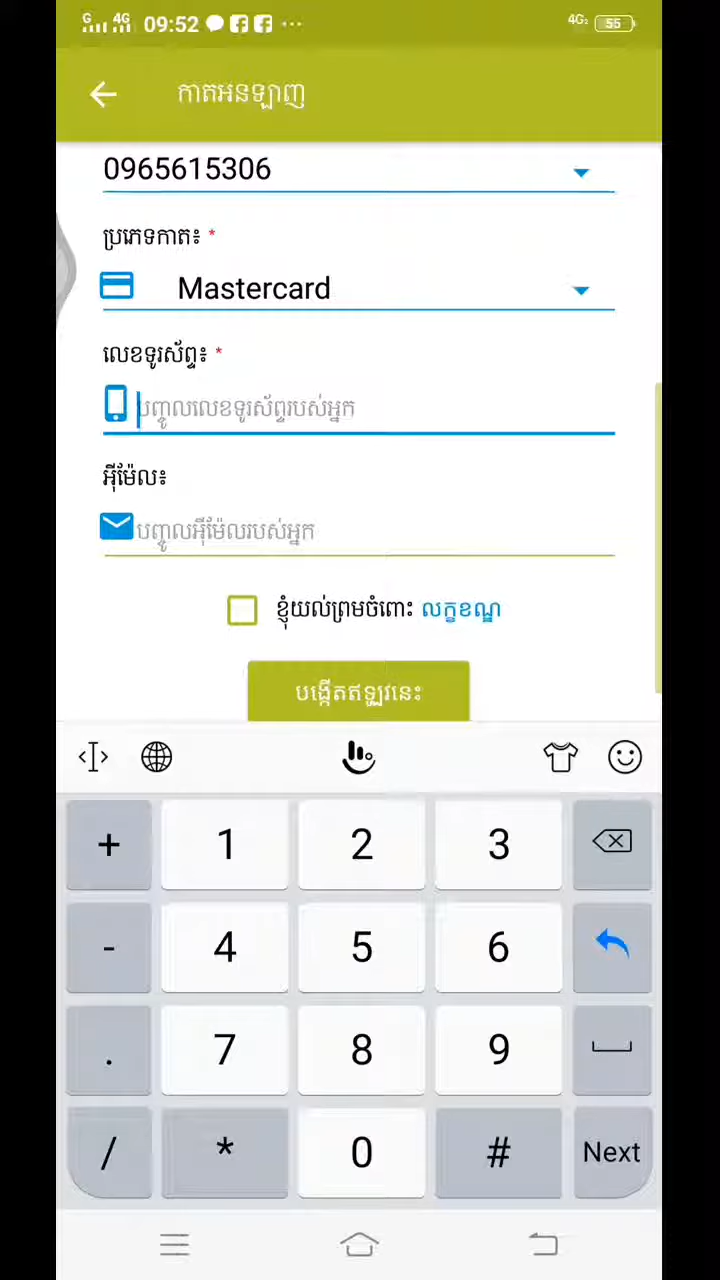 G 4G 09:52 4G2 55
កាតអនឡាញ
0965615306
ប្រភេទកាត៖ *
Mastercard
លេខទូរស័ព្ទ៖ *
បញ្ចូលលេខទូរស័ព្ទរបស់អ្នក
អ៊ីម៉ែល៖
បញ្ចូលអ៊ីម៉ែលរបស់អ្នក
ខ្ញុំយល់ព្រមចំពោះ លក្ខខណ្ឌ
បង្កើតឥឡូវនេះ
+ 1 2 3
- 4 5 6
. 7 8 9
/ * 0 # Next